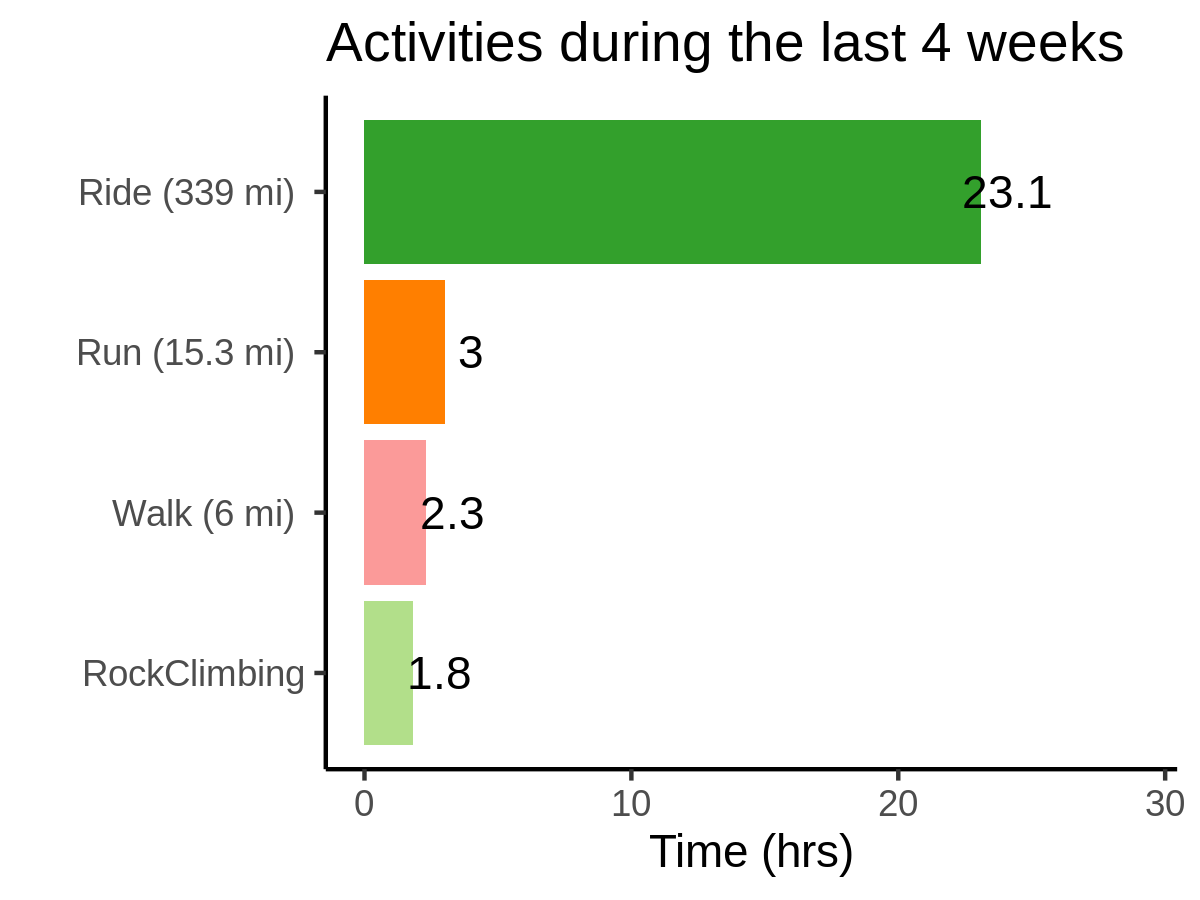 Activities during the last 4 weeks
Ride (339 mi)
23.1
Run (15.3 mi)
3
Walk (6 mi)
2.3
RockClimbing
1.8
0 10 20 30
Time (hrs)